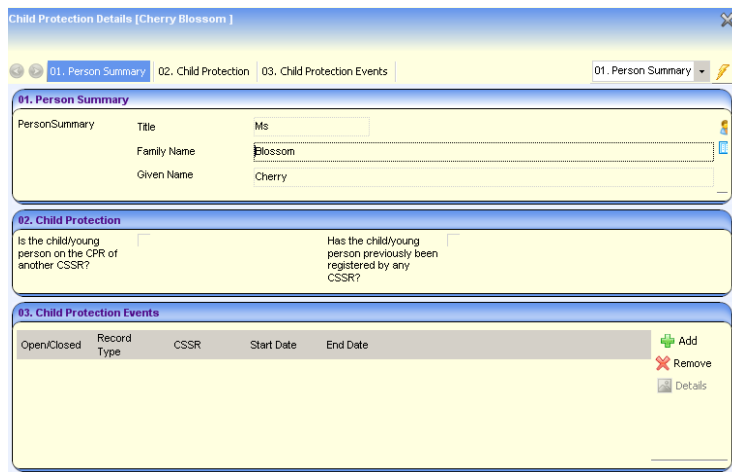 Child Protection Details [Cherry Blossom ]
01. Person Summary 02. Child Protection 03. Child Protection Events 01. Person Summary
01. Person Summary
PersonSummary Title Ms
Family Name Blossom
Given Name Cherry
02. Child Protection
Is the child/young
person on the CPR of
another CSSR?
Has the child/young
person previously been
registered by any
CSSR?
03. Child Protection Events
Open/Closed Record Type CSSR Start Date End Date
Add
Remove
Details